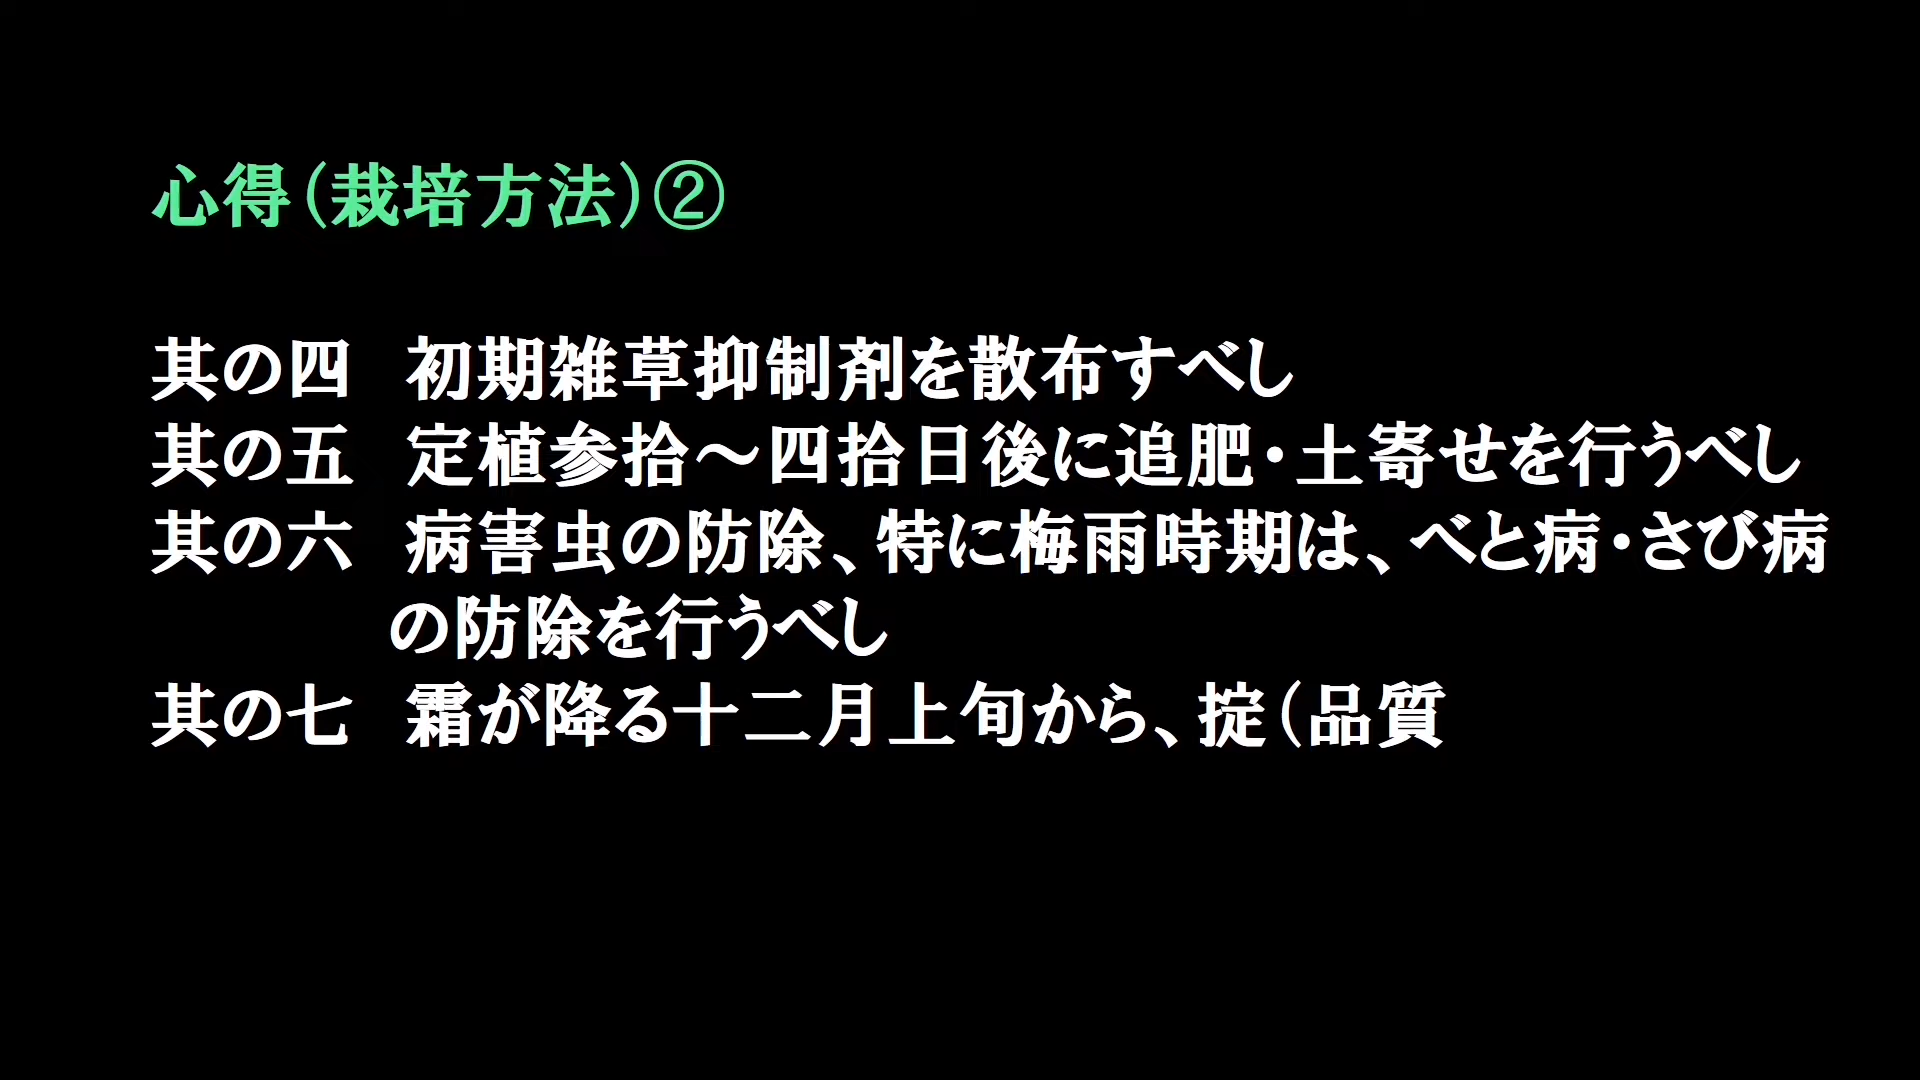 心得（栽培方法）②
其の四　初期雑草抑制剤を散布すべし
其の五　定植参拾～四拾日後に追肥・土寄せを行うべし
其の六　病害虫の防除、特に梅雨時期は、べと病・さび病
の防除を行うべし
其の七　霜が降る十二月上旬から、掟（品質